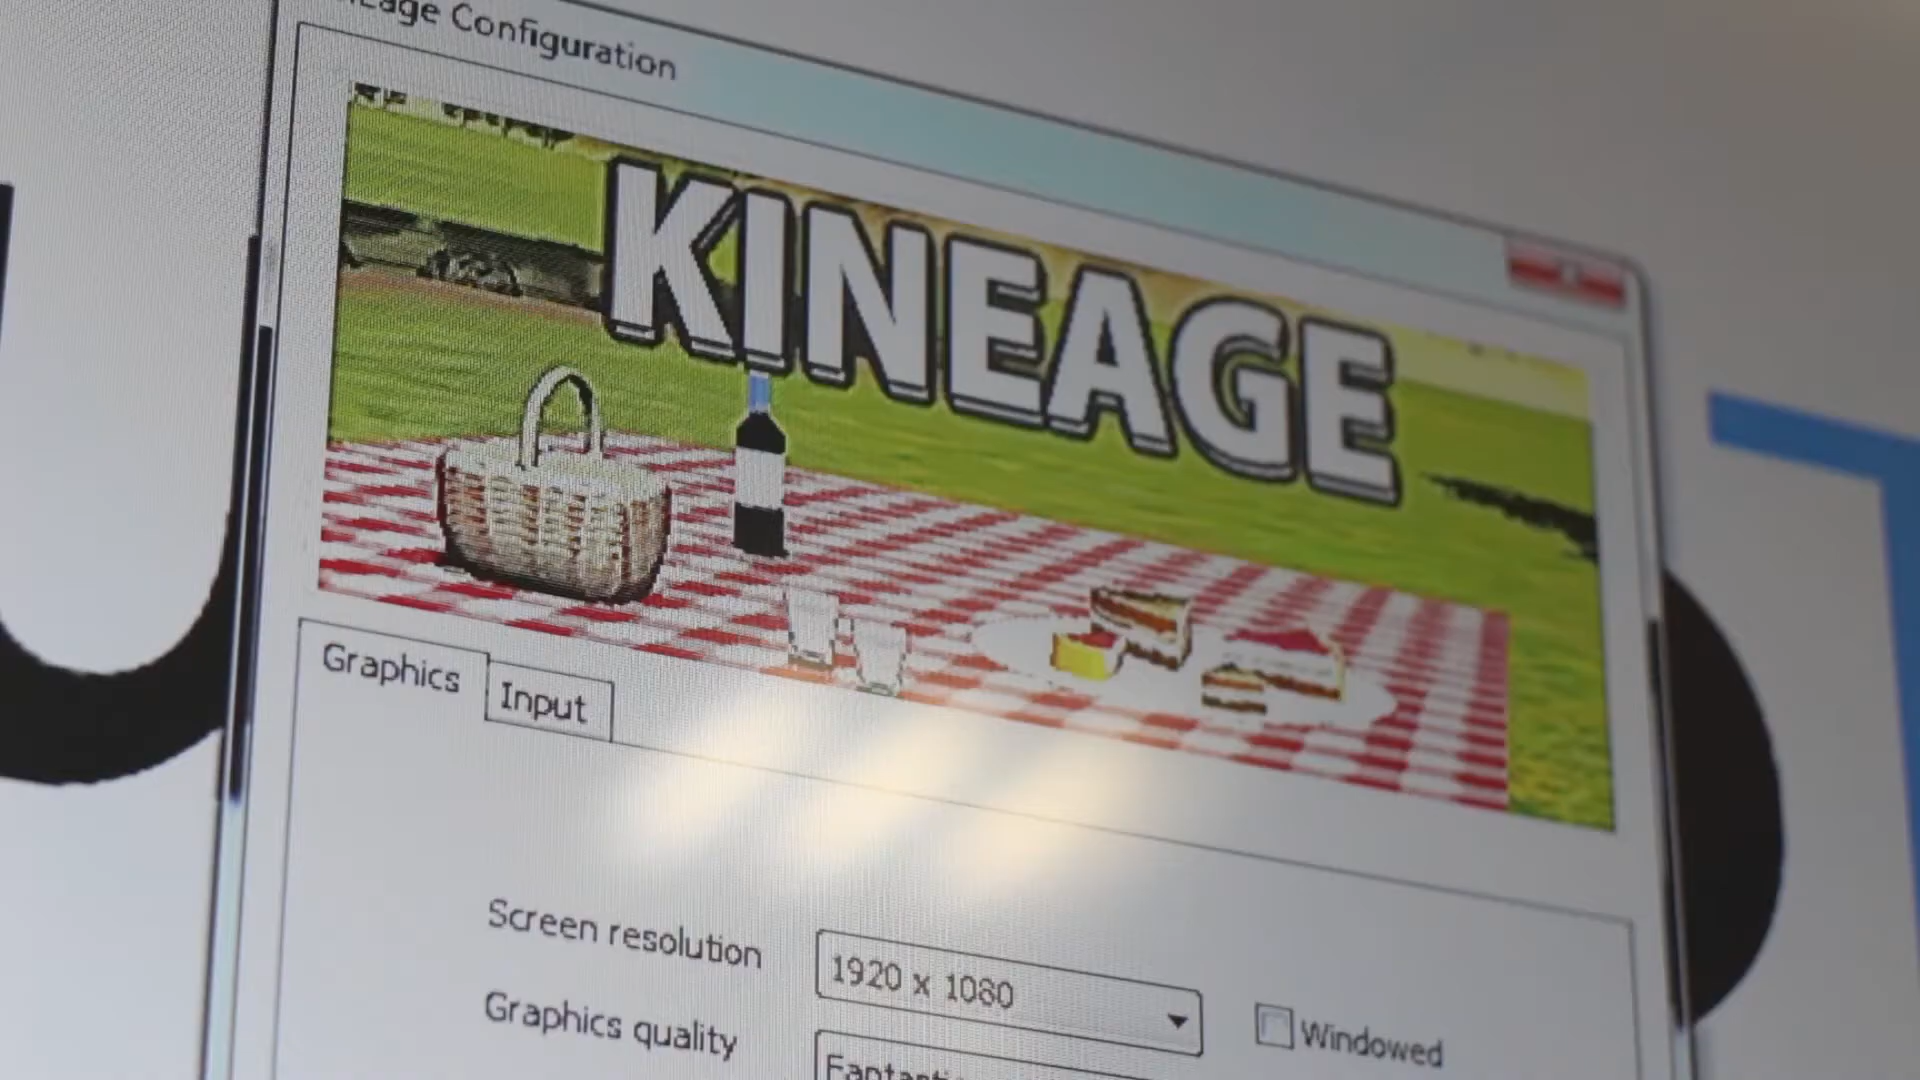 Configuration
KINEAGE
Graphics
Input
Screen resolution
1920 x 1080
Windowed
Graphics quality